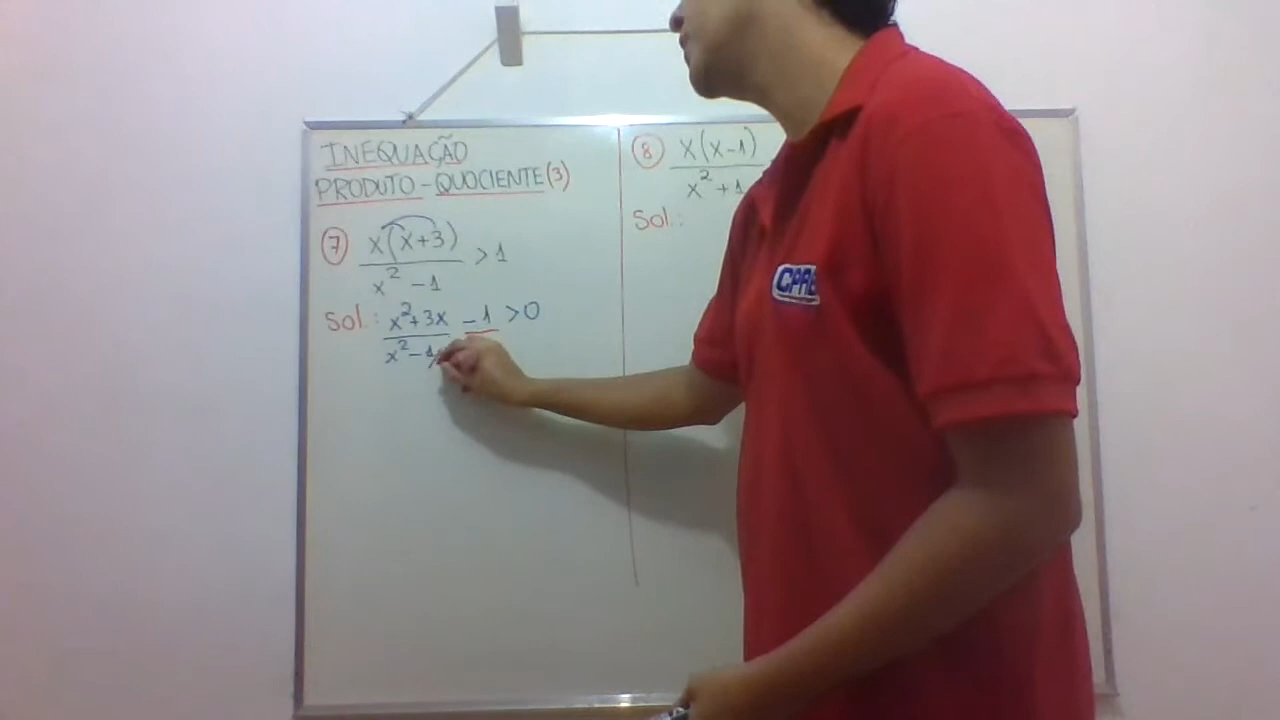 INEQUAÇÃO
PRODUTO - QUOCIENTE (3)
7 x(x+3)
x² - 1
> 1
Sol.: x²+3x - 1 > 0
x² - 1
8 x(x-1)
x² + 1
Sol.: